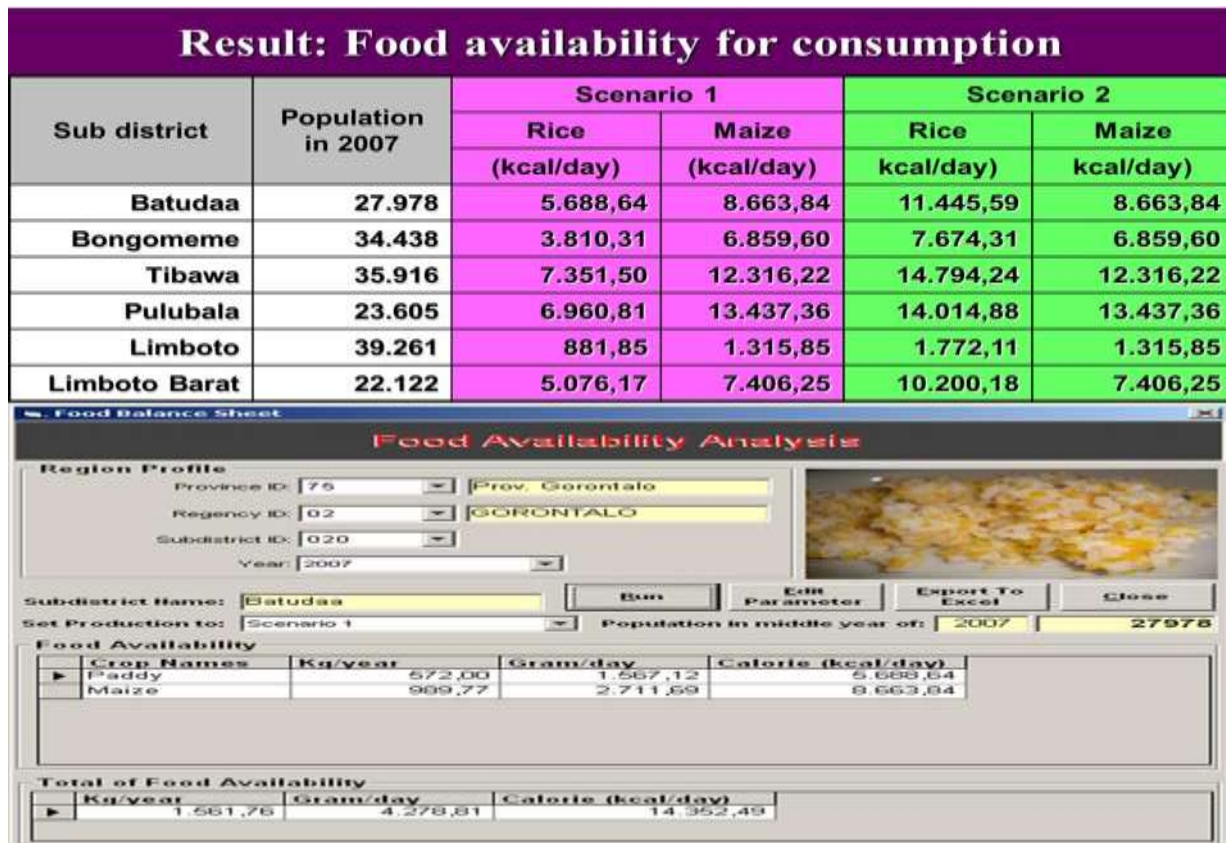 Result: Food availability for consumption
Sub district Population in 2007 Scenario 1 Scenario 2
Rice Maize Rice Maize
(kcal/day) (kcal/day) kcal/day) kcal/day)
Batudaa 27.978 5.688,64 8.663,84 11.445,59 8.663,84
Bongomeme 34.438 3.810,31 6.859,60 7.674,31 6.859,60
Tibawa 35.916 7.351,50 12.316,22 14.794,24 12.316,22
Pulubala 23.605 6.960,81 13.437,36 14.014,88 13.437,36
Limboto 39.261 881,85 1.315,85 1.772,11 1.315,85
Limboto Barat 22.122 5.076,17 7.406,25 10.200,18 7.406,25
Food Balance Sheet
Food Availability Analysis
Region Profile
Province ID: 75 Prov. Gorontalo
Regency ID: 02 GORONTALO
Subdistrict ID: 020
Year: 2007
Subdistrict Name: Batudaa Run Edit Parameter Export To Excel Close
Set Production to: Scenario 1 Population in middle year of: 2007 27978
Food Availability
Crop Names Kg/year Gram/day Calorie (kcal/day)
Paddy 572,00 1.567,12 5.688,64
Maize 989,77 2.711,69 8.663,84
Total of Food Availability
Kg/year Gram/day Calorie (kcal/day)
1.561,76 4.278,81 14.352,49